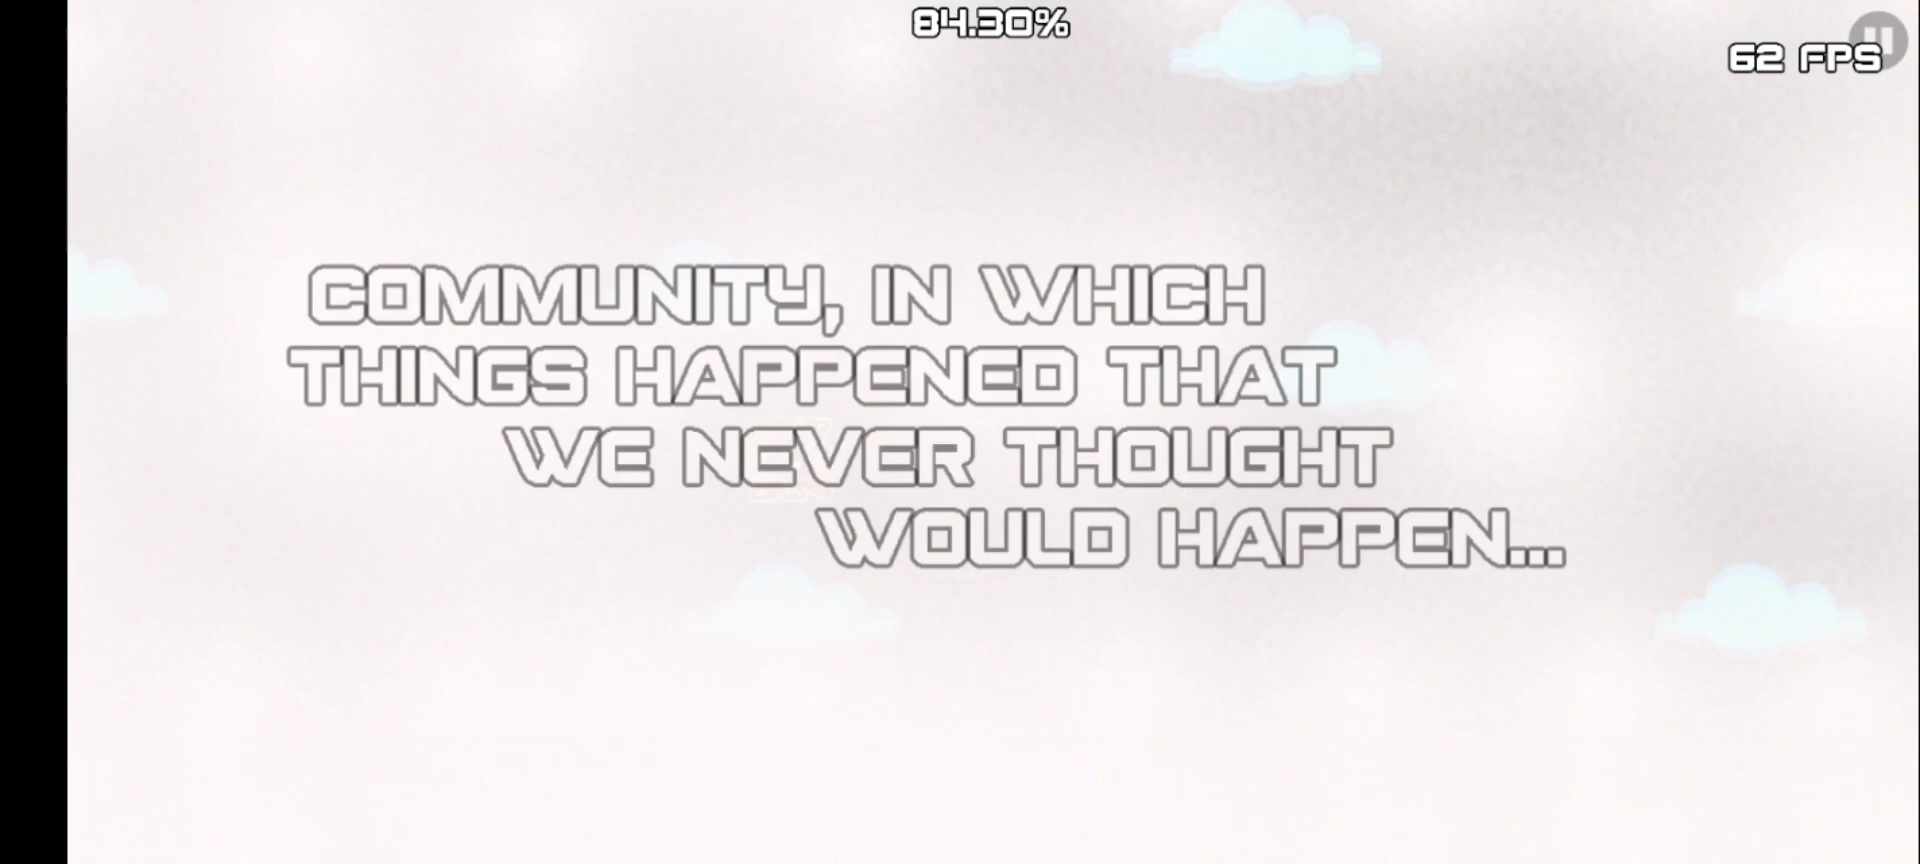 84.30%
62 FPS
COMMUNITY, IN WHICH
THINGS HAPPENED THAT
WE NEVER THOUGHT
WOULD HAPPEN...